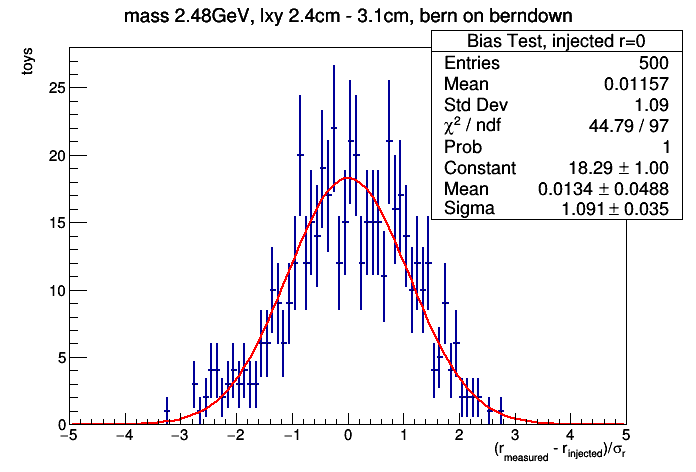 mass 2.48GeV, lxy 2.4cm - 3.1cm, bern on berndown
toys
Bias Test, injected r=0
Entries 500
Mean 0.01157
Std Dev 1.09
χ² / ndf 44.79 / 97
Prob 1
Constant 18.29 ± 1.00
Mean 0.0134 ± 0.0488
Sigma 1.091 ± 0.035
25
20
15
10
5
0
−5 −4 −3 −2 −1 0 1 2 3 4 5
(r_measured - r_injected)/σ_r